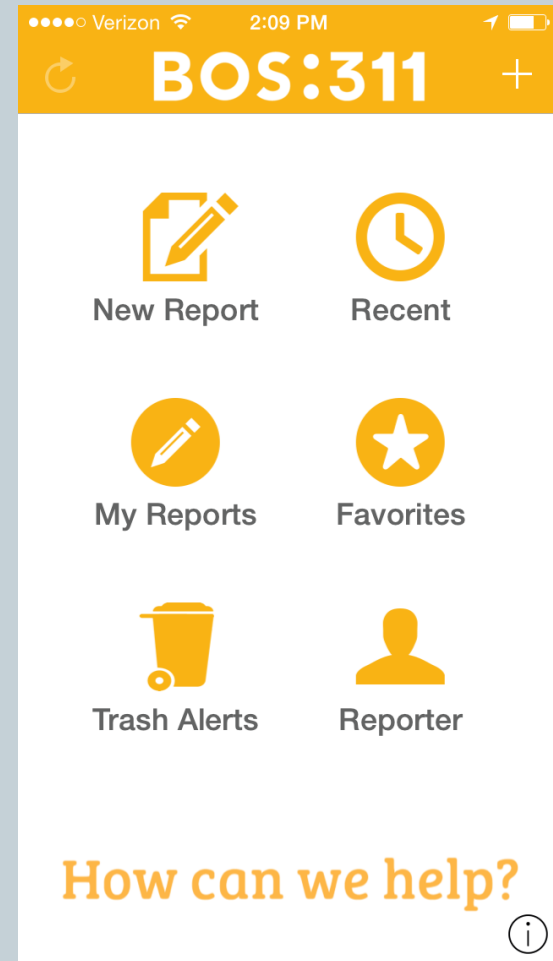 Verizon 2:09 PM
BOS:311
New Report Recent
My Reports Favorites
Trash Alerts Reporter
How can we help?
i